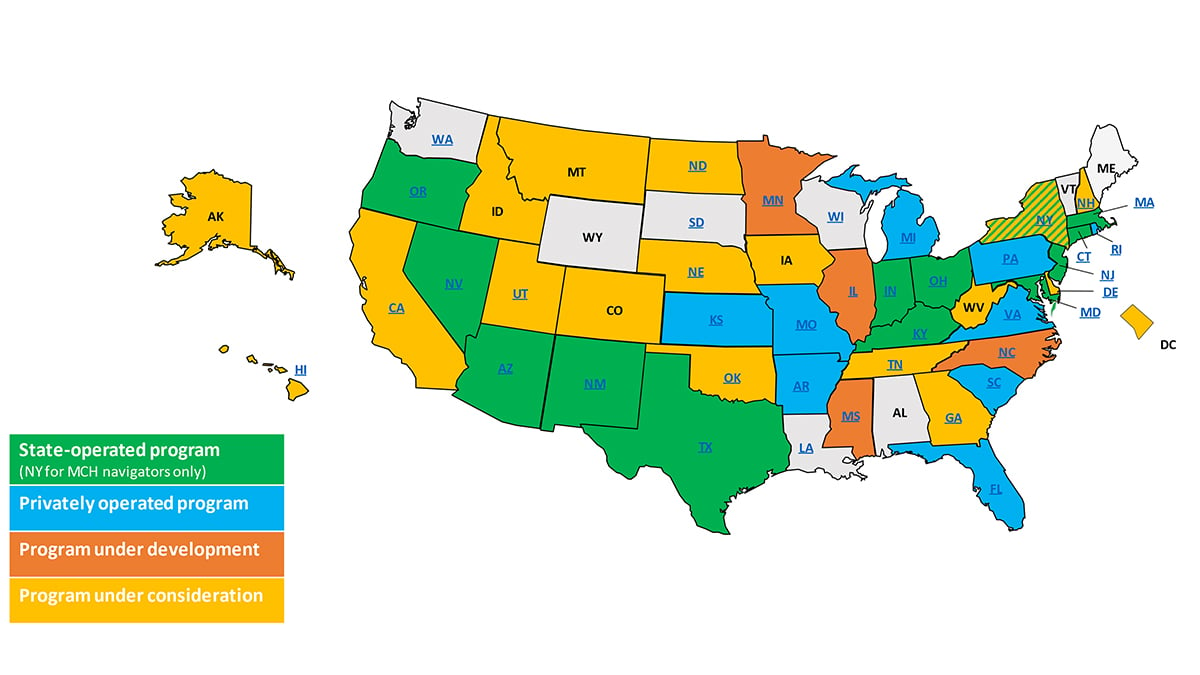 WA
OR
CA
NV
ID
MT
WY
UT
CO
AZ
NM
ND
SD
NE
KS
OK
TX
MN
IA
MO
AR
LA
WI
IL
MS
MI
IN
OH
KY
TN
AL
GA
FL
SC
NC
VA
WV
PA
NY
VT
NH
ME
MA
RI
CT
NJ
DE
MD
DC
AK
HI
State-operated program
(NY for MCH navigators only)
Privately operated program
Program under development
Program under consideration